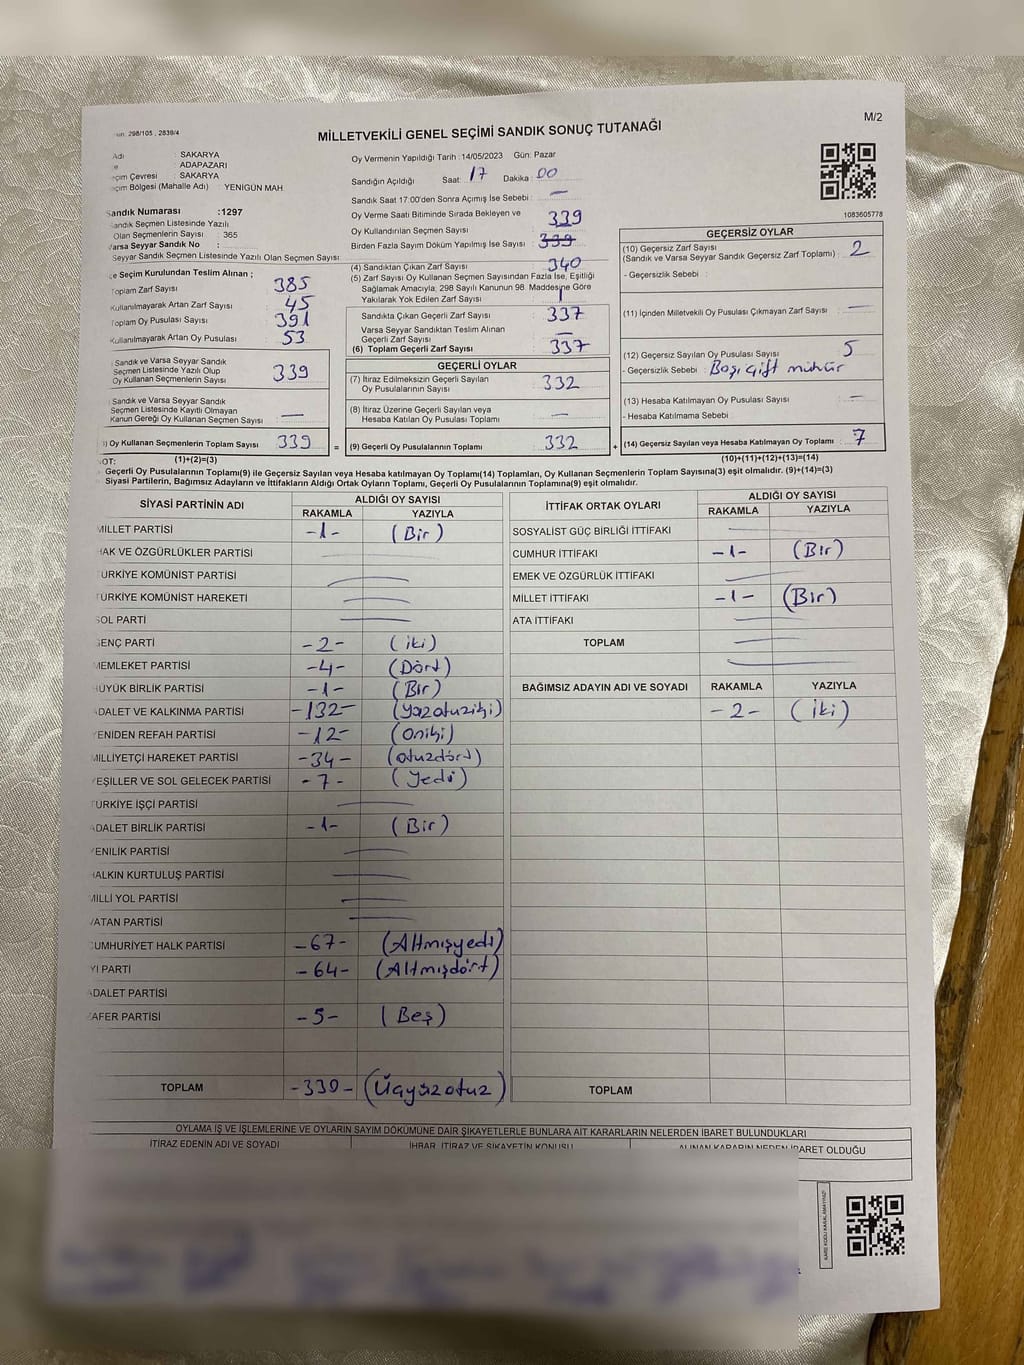 un. 298/105 , 2839/4
M/2
MİLLETVEKİLİ GENEL SEÇİMİ SANDIK SONUÇ TUTANAĞI
Adı : SAKARYA
: ADAPAZARI
çim Çevresi : SAKARYA
çim Bölgesi (Mahalle Adı) : YENİGÜN MAH
Sandık Numarası :1297
Sandık Seçmen Listesinde Yazılı
Olan Seçmenlerin Sayısı : 365
Varsa Seyyar Sandık No :
Seyyar Sandık Seçmen Listesinde Yazılı Olan Seçmen Sayısı:
e Seçim Kurulundan Teslim Alınan ;
Toplam Zarf Sayısı 385
Kullanılmayarak Artan Zarf Sayısı 45
Toplam Oy Pusulası Sayısı 391
Kullanılmayarak Artan Oy Pusulası 53
Sandık ve Varsa Seyyar Sandık
Seçmen Listesinde Yazılı Olup
Oy Kullanan Seçmenlerin Sayısı 339
Sandık ve Varsa Seyyar Sandık
Seçmen Listesinde Kayıtlı Olmayan
Kanun Gereği Oy Kullanan Seçmen Sayısı —
) Oy Kullanan Seçmenlerin Toplam Sayısı 339 =
(1)+(2)=(3)
Oy Vermenin Yapıldığı Tarih :14/05/2023 Gün: Pazar
Sandığın Açıldığı Saat: 17 Dakika : 00
Sandık Saat 17:00'den Sonra Açımış İse Sebebi : —
Oy Verme Saati Bitiminde Sırada Bekleyen ve
Oy Kullandırılan Seçmen Sayısı 339
Birden Fazla Sayım Döküm Yapılmış İse Sayısı : 339
(4) Sandıktan Çıkan Zarf Sayısı : 340
(5) Zarf Sayısı Oy Kullanan Seçmen Sayısından Fazla İse, Eşitliği
Sağlamak Amacıyla; 298 Sayılı Kanunun 98. Maddesine Göre
Yakılarak Yok Edilen Zarf Sayısı : 1
Sandıkta Çıkan Geçerli Zarf Sayısı : 337
Varsa Seyyar Sandıktan Teslim Alınan
Geçerli Zarf Sayısı : —
(6) Toplam Geçerli Zarf Sayısı : 337
GEÇERLİ OYLAR
(7) İtiraz Edilmeksizin Geçerli Sayılan
Oy Pusulalarının Sayısı : 332
(8) İtiraz Üzerine Geçerli Sayılan veya
Hesaba Katılan Oy Pusulası Toplamı : —
(9) Geçerli Oy Pusulalarının Toplamı : 332 +
1083605778
GEÇERSİZ OYLAR
(10) Geçersiz Zarf Sayısı
(Sandık ve Varsa Seyyar Sandık Geçersiz Zarf Toplamı) : 2
- Geçersizlik Sebebi :
(11) İçinden Milletvekili Oy Pusulası Çıkmayan Zarf Sayısı : —
(12) Geçersiz Sayılan Oy Pusulası Sayısı : 5
- Geçersizlik Sebebi : Bazı çift mühür
(13) Hesaba Katılmayan Oy Pusulası Sayısı : —
- Hesaba Katılmama Sebebi :
(14) Geçersiz Sayılan veya Hesaba Katılmayan Oy Toplamı : 7
(10)+(11)+(12)+(13)=(14)
NOT:
Geçerli Oy Pusulalarının Toplamı(9) ile Geçersiz Sayılan veya Hesaba katılmayan Oy Toplamı(14) Toplamları, Oy Kullanan Seçmenlerin Toplam Sayısına(3) eşit olmalıdır. (9)+(14)=(3)
Siyasi Partilerin, Bağımsız Adayların ve İttifakların Aldığı Ortak Oyların Toplamı, Geçerli Oy Pusulalarının Toplamına(9) eşit olmalıdır.
SİYASİ PARTİNİN ADI ALDIĞI OY SAYISI
RAKAMLA YAZIYLA
MİLLET PARTİSİ -1- (Bir)
HAK VE ÖZGÜRLÜKLER PARTİSİ
TÜRKİYE KOMÜNİST PARTİSİ
TÜRKİYE KOMÜNİST HAREKETİ
SOL PARTİ
GENÇ PARTİ -2- (iki)
MEMLEKET PARTİSİ -4- (Dört)
BÜYÜK BİRLİK PARTİSİ -1- (Bir)
ADALET VE KALKINMA PARTİSİ -132- (yüzotuziki)
YENİDEN REFAH PARTİSİ -12- (oniki)
MİLLİYETÇİ HAREKET PARTİSİ -34- (otuzdört)
YEŞİLLER VE SOL GELECEK PARTİSİ -7- (Yedi)
TÜRKİYE İŞÇİ PARTİSİ
ADALET BİRLİK PARTİSİ -1- (Bir)
YENİLİK PARTİSİ
HALKIN KURTULUŞ PARTİSİ
MİLLİ YOL PARTİSİ
VATAN PARTİSİ
CUMHURİYET HALK PARTİSİ -67- (Altmışyedi)
İYİ PARTİ -64- (Altmışdört)
ADALET PARTİSİ
ZAFER PARTİSİ -5- (Beş)
TOPLAM -330- (Üçyüzotuz)
İTTİFAK ORTAK OYLARI ALDIĞI OY SAYISI
RAKAMLA YAZIYLA
SOSYALİST GÜÇ BİRLİĞİ İTTİFAKI
CUMHUR İTTİFAKI -1- (Bir)
EMEK VE ÖZGÜRLÜK İTTİFAKI
MİLLET İTTİFAKI -1- (Bir)
ATA İTTİFAKI
TOPLAM
BAĞIMSIZ ADAYIN ADI VE SOYADI RAKAMLA YAZIYLA
-2- (iki)
TOPLAM
OYLAMA İŞ VE İŞLEMLERİNE VE OYLARIN SAYIM DÖKÜMÜNE DAİR ŞİKAYETLERLE BUNLARA AİT KARARLARIN NELERDEN İBARET BULUNDUKLARI
İTİRAZ EDENİN ADI VE SOYADI İHBAR, İTİRAZ VE ŞİKAYETİN KONUSU ALINAN KARARIN NEDEN İBARET OLDUĞU
KARE KODU KARALAMAYINIZ!